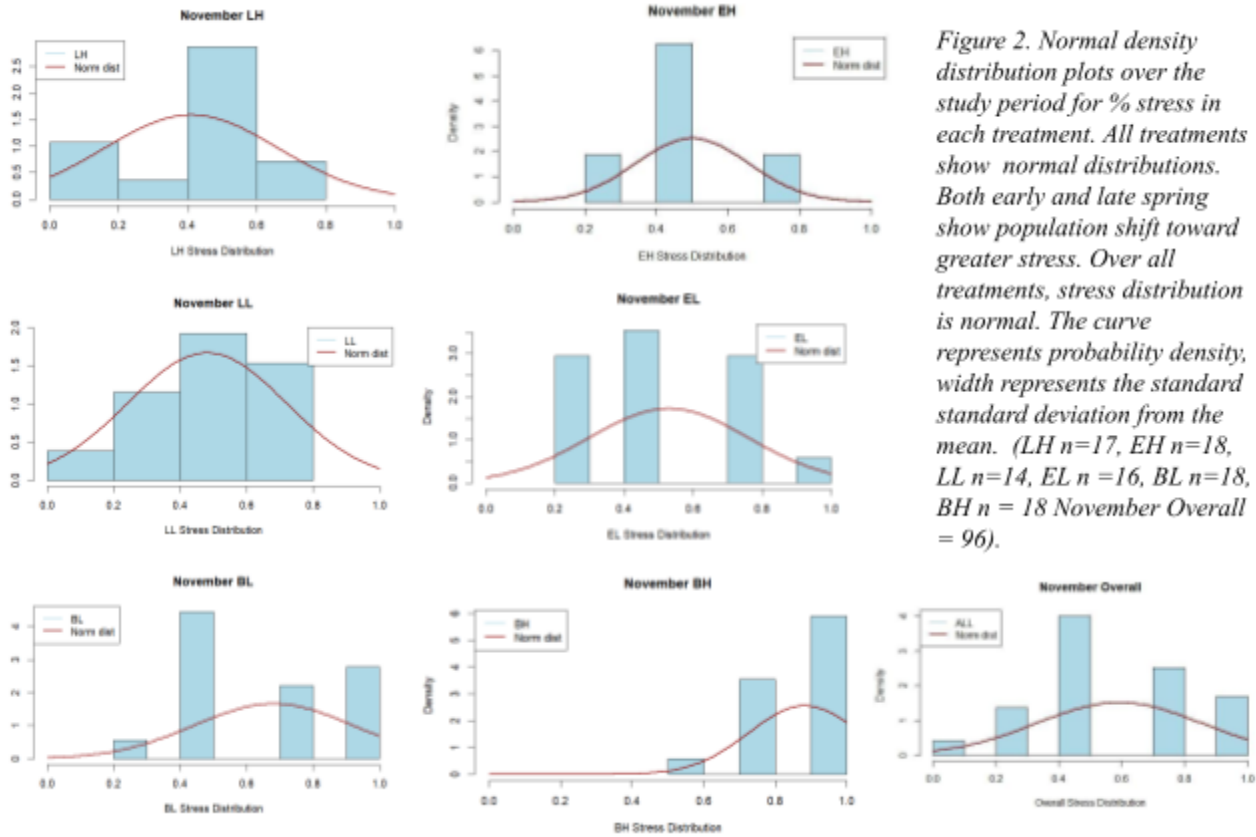 November LH
LH
Norm dist
0.0 0.5 1.0 1.5 2.0 2.5
0.0 0.2 0.4 0.6 0.8 1.0
LH Stress Distribution
November EH
EH
Norm dist
Density
0 1 2 3 4 5 6
0.0 0.2 0.4 0.6 0.8 1.0
EH Stress Distribution
Figure 2. Normal density
distribution plots over the
study period for % stress in
each treatment. All treatments
show normal distributions.
Both early and late spring
show population shift toward
greater stress. Over all
treatments, stress distribution
is normal. The curve
represents probability density,
width represents the standard
standard deviation from the
mean. (LH n=17, EH n=18,
LL n=14, EL n =16, BL n=18,
BH n = 18 November Overall
= 96).
November LL
LL
Norm dist
0.0 0.5 1.0 1.5 2.0
0.0 0.2 0.4 0.6 0.8 1.0
LL Stress Distribution
November EL
EL
Norm dist
Density
0.0 1.0 2.0 3.0
0.0 0.2 0.4 0.6 0.8 1.0
EL Stress Distribution
November BL
BL
Norm dist
0 1 2 3 4
0.0 0.2 0.4 0.6 0.8 1.0
BL Stress Distribution
November BH
BH
Norm dist
Density
0 1 2 3 4 5 6
0.0 0.2 0.4 0.6 0.8 1.0
BH Stress Distribution
November Overall
ALL
Norm dist
Density
0 1 2 3 4
0.0 0.2 0.4 0.6 0.8 1.0
Overall Stress Distribution